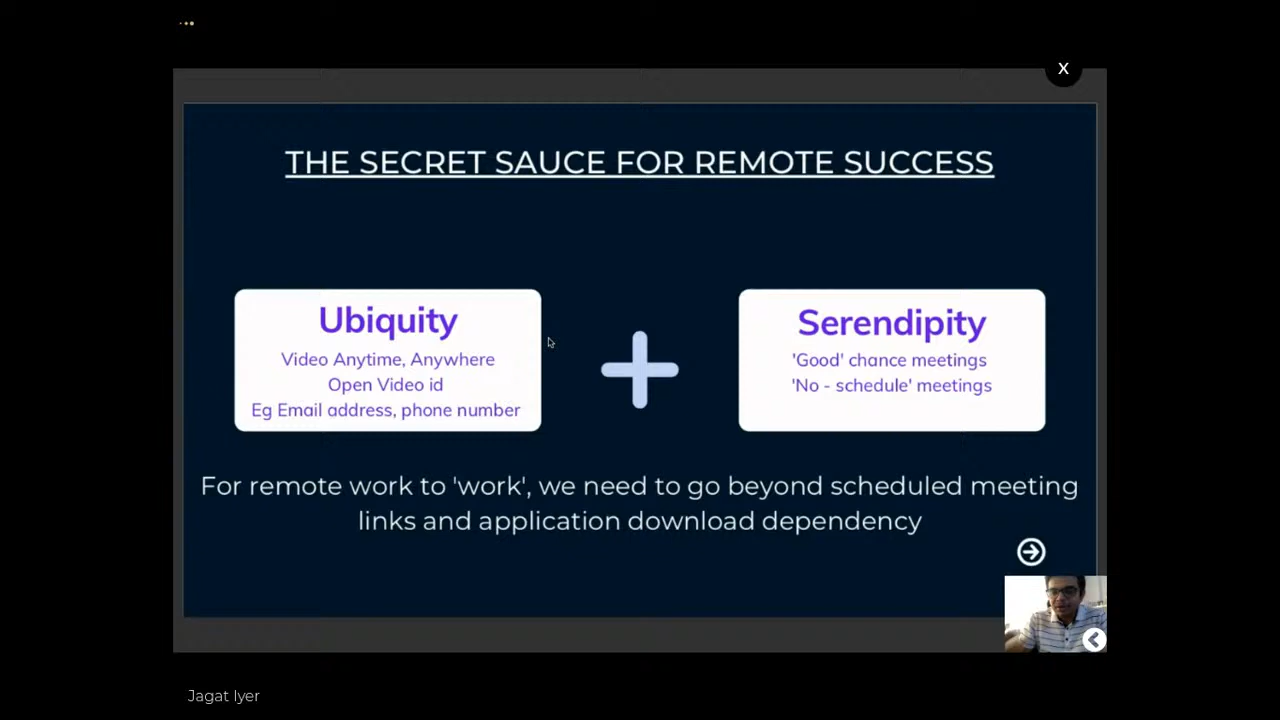 X
THE SECRET SAUCE FOR REMOTE SUCCESS
Ubiquity
Video Anytime, Anywhere
Open Video id
Eg Email address, phone number
Serendipity
'Good' chance meetings
'No - schedule' meetings
For remote work to 'work', we need to go beyond scheduled meeting
links and application download dependency
Jagat Iyer